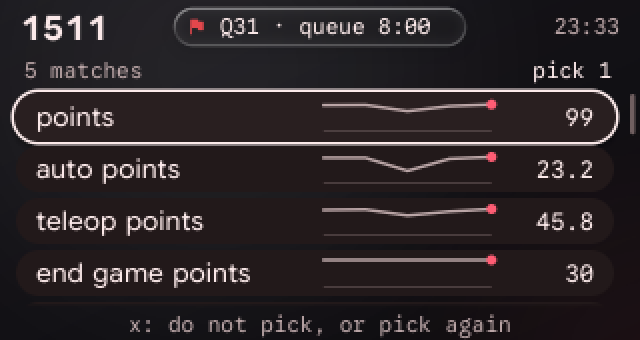 1511 Q31 · queue 8:00 23:33
5 matches pick 1
points 99
auto points 23.2
teleop points 45.8
end game points 30
x: do not pick, or pick again